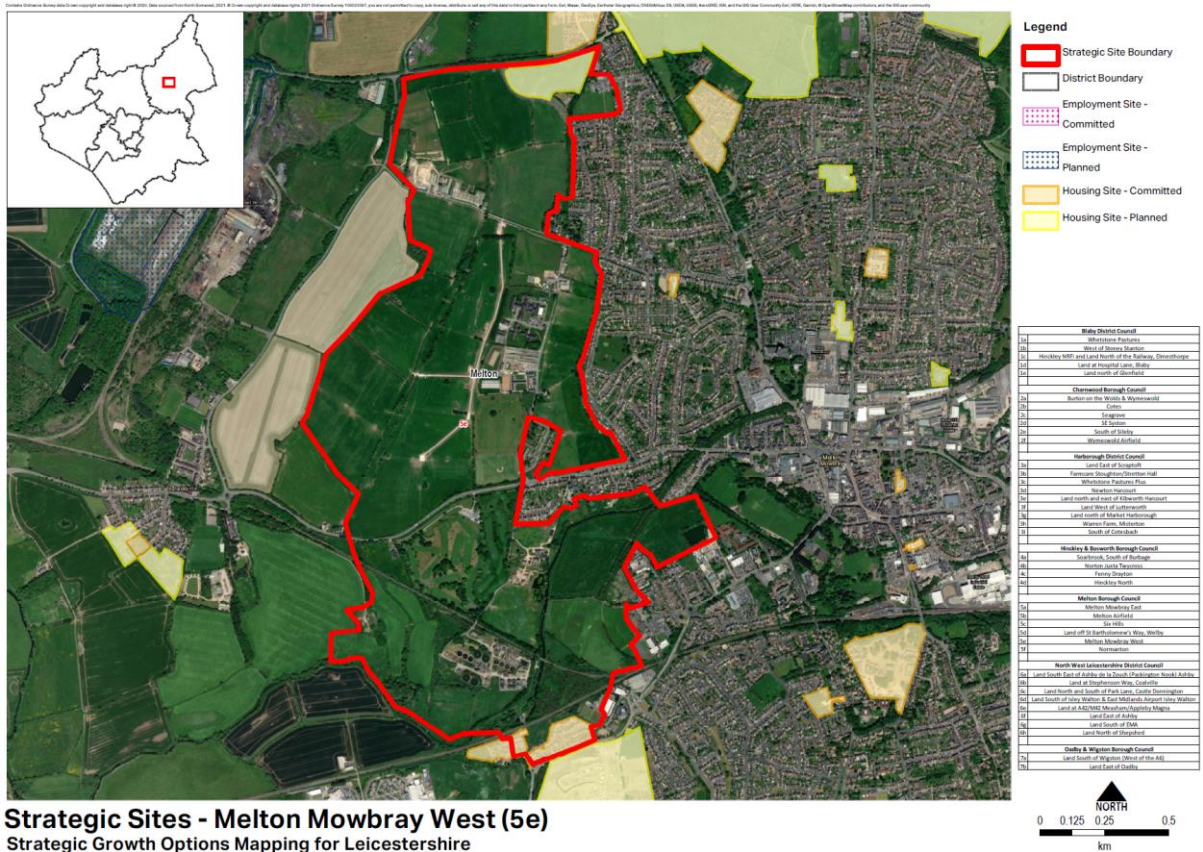 Legend
Strategic Site Boundary
District Boundary
Employment Site -
Committed
Employment Site -
Planned
Housing Site - Committed
Housing Site - Planned
Melton
5e
Melton
Mowbray
Blaby District Council
1a Whetstone Pastures
1b West of Stoney Stanton
1c Hinckley NRFI and Land North of the Railway, Elmesthorpe
1d Land at Hospital Lane, Blaby
1e Land north of Glenfield
Charnwood Borough Council
2a Burton on the Wolds & Wymeswold
2b Cotes
2c Seagrave
2d SE Syston
2e South of Sileby
2f Wymeswold Airfield
Harborough District Council
3a Land East of Scraptoft
3b Farmcare Stoughton/Stretton Hall
3c Whetstone Pastures Plus
3d Newton Harcourt
3e Land north and east of Kibworth Harcourt
3f Land West of Lutterworth
3g Land north of Market Harborough
3h Warren Farm, Misterton
3i South of Cotesbach
Hinckley & Bosworth Borough Council
4a Soarbrook, South of Burbage
4b Norton Juxta Twycross
4c Fenny Drayton
4d Hinckley North
Melton Borough Council
5a Melton Mowbray East
5b Melton Airfield
5c Six Hills
5d Land off St Bartholomew's Way, Welby
5e Melton Mowbray West
5f Normanton
North West Leicestershire District Council
6a Land South East of Ashby de la Zouch (Packington Nook) Ashby
6b Land at Stephenson Way, Coalville
6c Land North and South of Park Lane, Castle Donnington
6d Land South of Isley Walton & East Midlands Airport Isley Walton
6e Land at A42/M42 Measham/Appleby Magna
6f Land East of Ashby
6g Land South of EMA
6h Land North of Shepshed
Oadby & Wigston Borough Council
7a Land South of Wigston (West of the A6)
7b Land East of Oadby
NORTH
0 0.125 0.25 0.5
km
Strategic Sites - Melton Mowbray West (5e)
Strategic Growth Options Mapping for Leicestershire